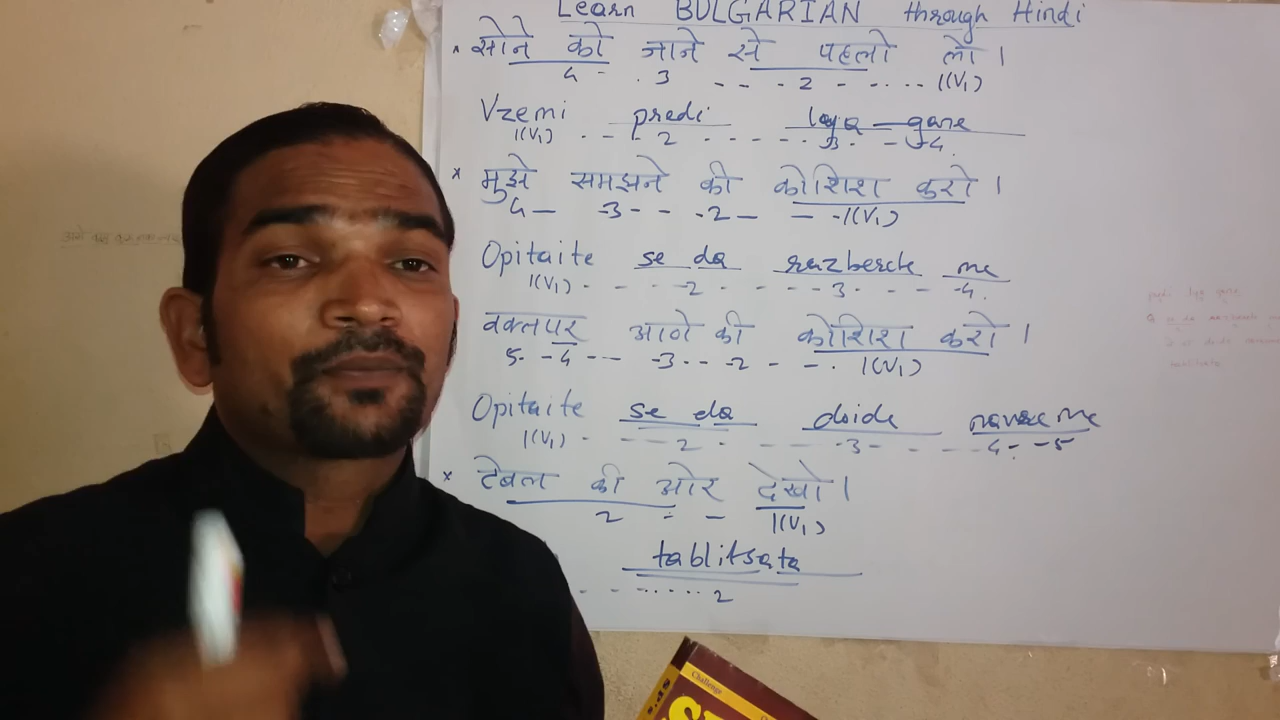 Learn BULGARIAN through Hindi
* सोने को जाने से पहलो लो ।
4 - . 3 - - - 2 - - ... 1(V₁)
Vzemi predi
1(V₁) . - - 2 - - - - - 3 . - 4.
* मुझे समझने की कोशिश करो ।
4 - -3 - - -2 - - -1(V₁)
Opitaite se da razberete me
1(V₁) . - - - 2 . - - - - 3 - . - - - 4.
वक्तपर आणे की कोशिश करो ।
5. - 4 - - - 3 - - - 2 - - . 1(V₁)
Opitaite se da doide
1(V₁) . - - - 2 . - - - - 3 - - - - - 4 - - - 5
* टेबल की ओर देखो ।
2 - - 1(V₁)
tablitsata
- ...... 2
Challenge